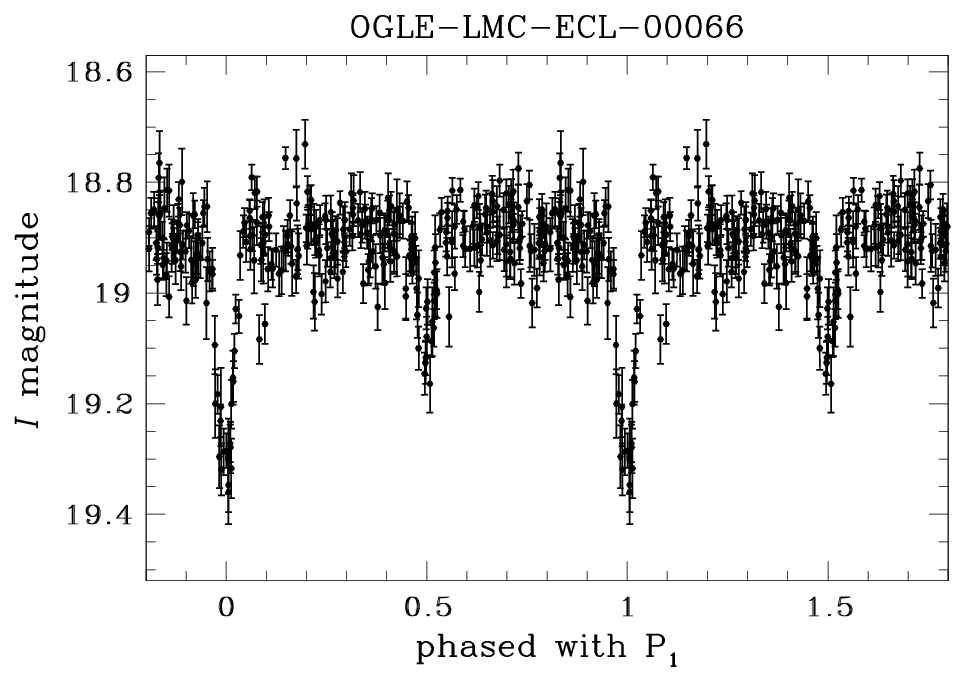 OGLE-LMC-ECL-00066
18.6
18.8
19
19.2
19.4
I magnitude
0 0.5 1 1.5
phased with P₁